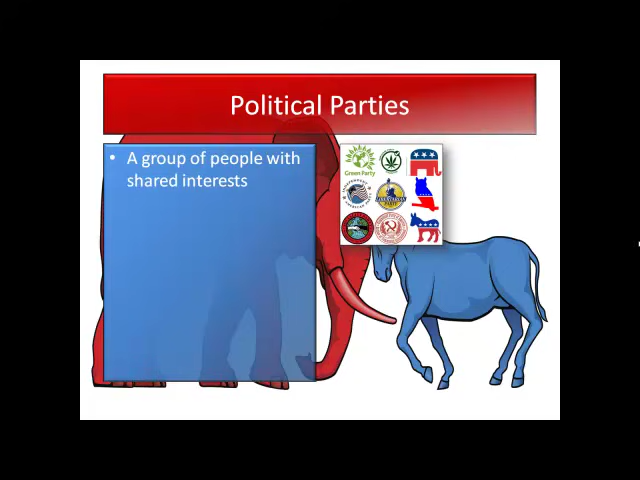 Political Parties
• A group of people with
shared interests
Green Party